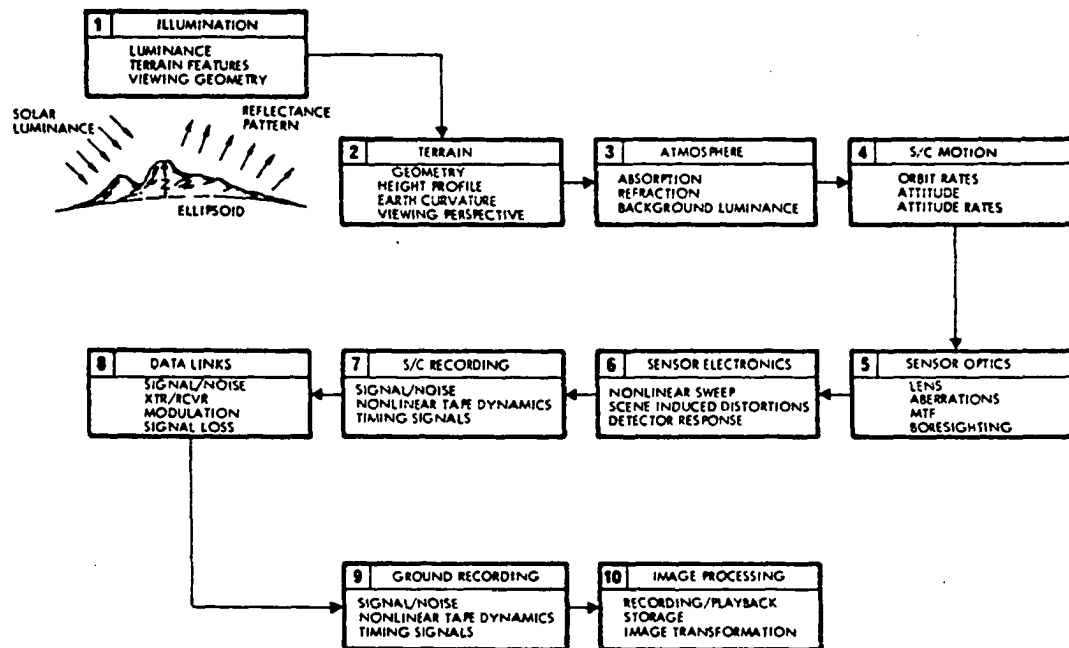 1 ILLUMINATION
LUMINANCE
TERRAIN FEATURES
VIEWING GEOMETRY
SOLAR
LUMINANCE
REFLECTANCE
PATTERN
Z
ELLIPSOID
2 TERRAIN
GEOMETRY
HEIGHT PROFILE
EARTH CURVATURE
VIEWING PERSPECTIVE
3 ATMOSPHERE
ABSORPTION
REFRACTION
BACKGROUND LUMINANCE
4 S/C MOTION
ORBIT RATES
ATTITUDE
ATTITUDE RATES
5 SENSOR OPTICS
LENS
ABERRATIONS
MTF
BORESIGHTING
6 SENSOR ELECTRONICS
NONLINEAR SWEEP
SCENE INDUCED DISTORTIONS
DETECTOR RESPONSE
7 S/C RECORDING
SIGNAL/NOISE
NONLINEAR TAPE DYNAMICS
TIMING SIGNALS
8 DATA LINKS
SIGNAL/NOISE
XTR/RCVR
MODULATION
SIGNAL LOSS
9 GROUND RECORDING
SIGNAL/NOISE
NONLINEAR TAPE DYNAMICS
TIMING SIGNALS
10 IMAGE PROCESSING
RECORDING/PLAYBACK
STORAGE
IMAGE TRANSFORMATION